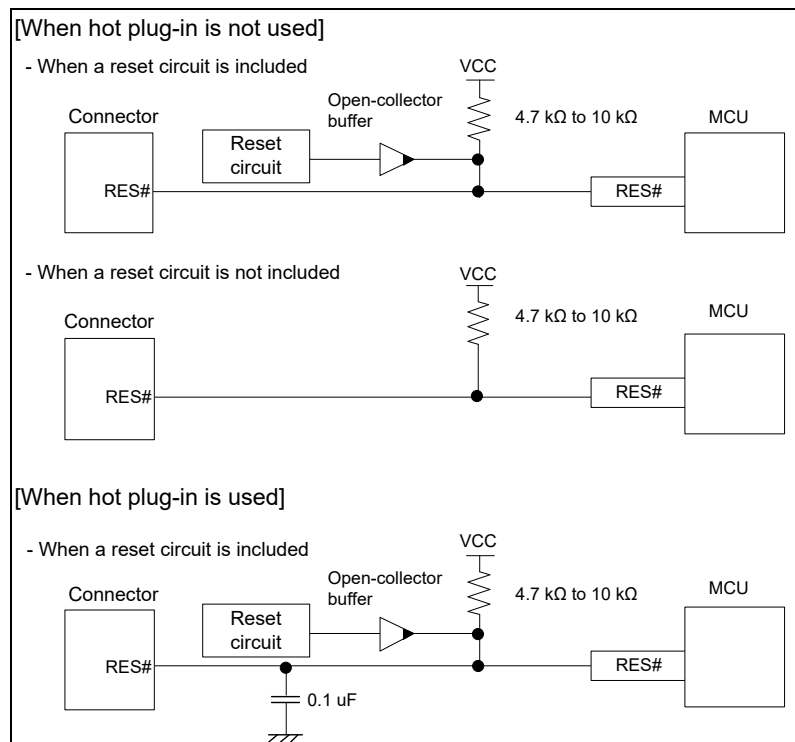 [When hot plug-in is not used]
- When a reset circuit is included
VCC
Open-collector
buffer
4.7 kΩ to 10 kΩ
Connector
MCU
Reset
circuit
RES#
RES#
- When a reset circuit is not included
VCC
4.7 kΩ to 10 kΩ
MCU
Connector
RES#
RES#
[When hot plug-in is used]
- When a reset circuit is included
VCC
Open-collector
buffer
4.7 kΩ to 10 kΩ
Connector
MCU
Reset
circuit
RES#
RES#
0.1 uF